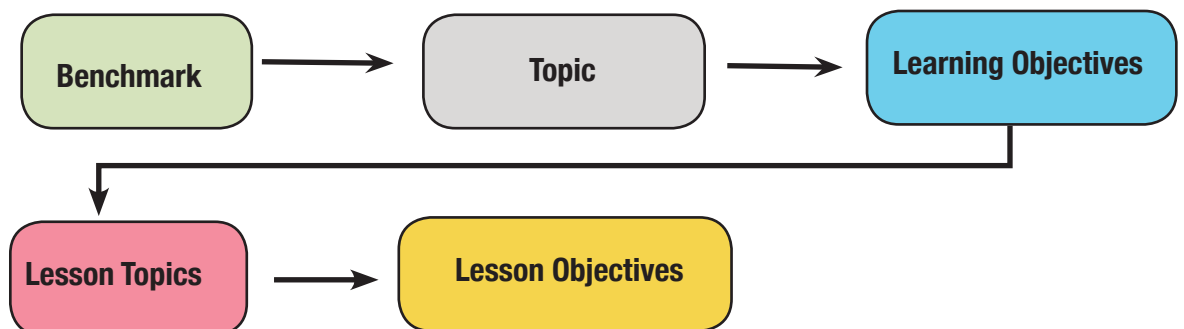 Benchmark
Topic
Learning Objectives
Lesson Topics
Lesson Objectives